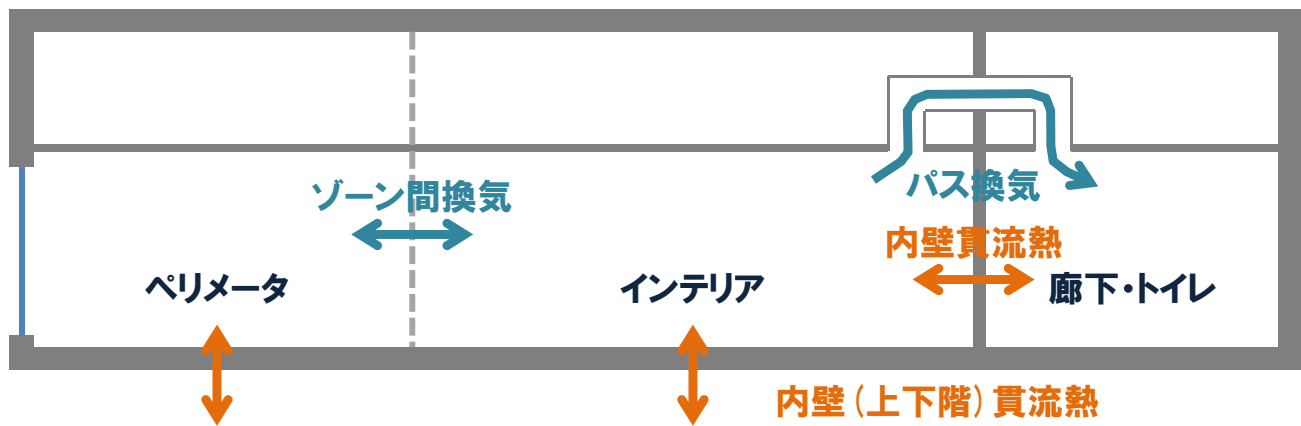 ゾーン間換気
パス換気
内壁貫流熱
ペリメータ
インテリア
廊下・トイレ
内壁(上下階)貫流熱